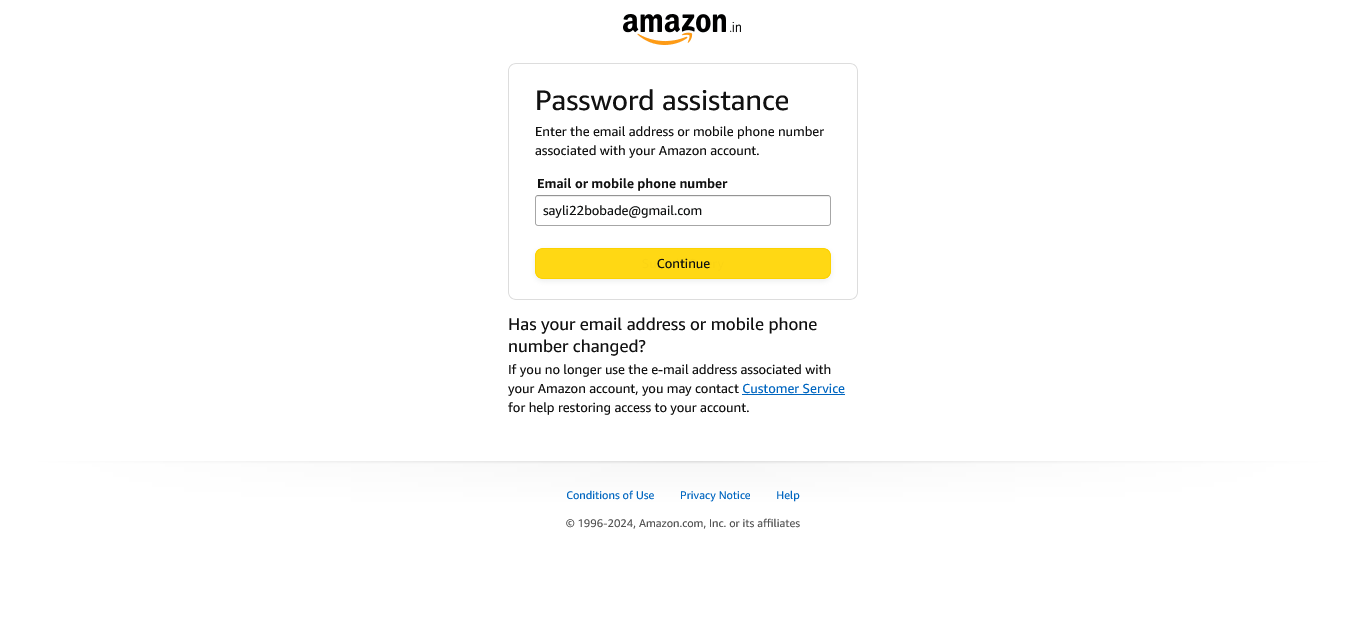 amazon.in
Password assistance
Enter the email address or mobile phone number
associated with your Amazon account.
Email or mobile phone number
sayli22bobade@gmail.com
Continue
Has your email address or mobile phone
number changed?
If you no longer use the e-mail address associated with
your Amazon account, you may contact Customer Service
for help restoring access to your account.
Conditions of Use Privacy Notice Help
© 1996-2024, Amazon.com, Inc. or its affiliates